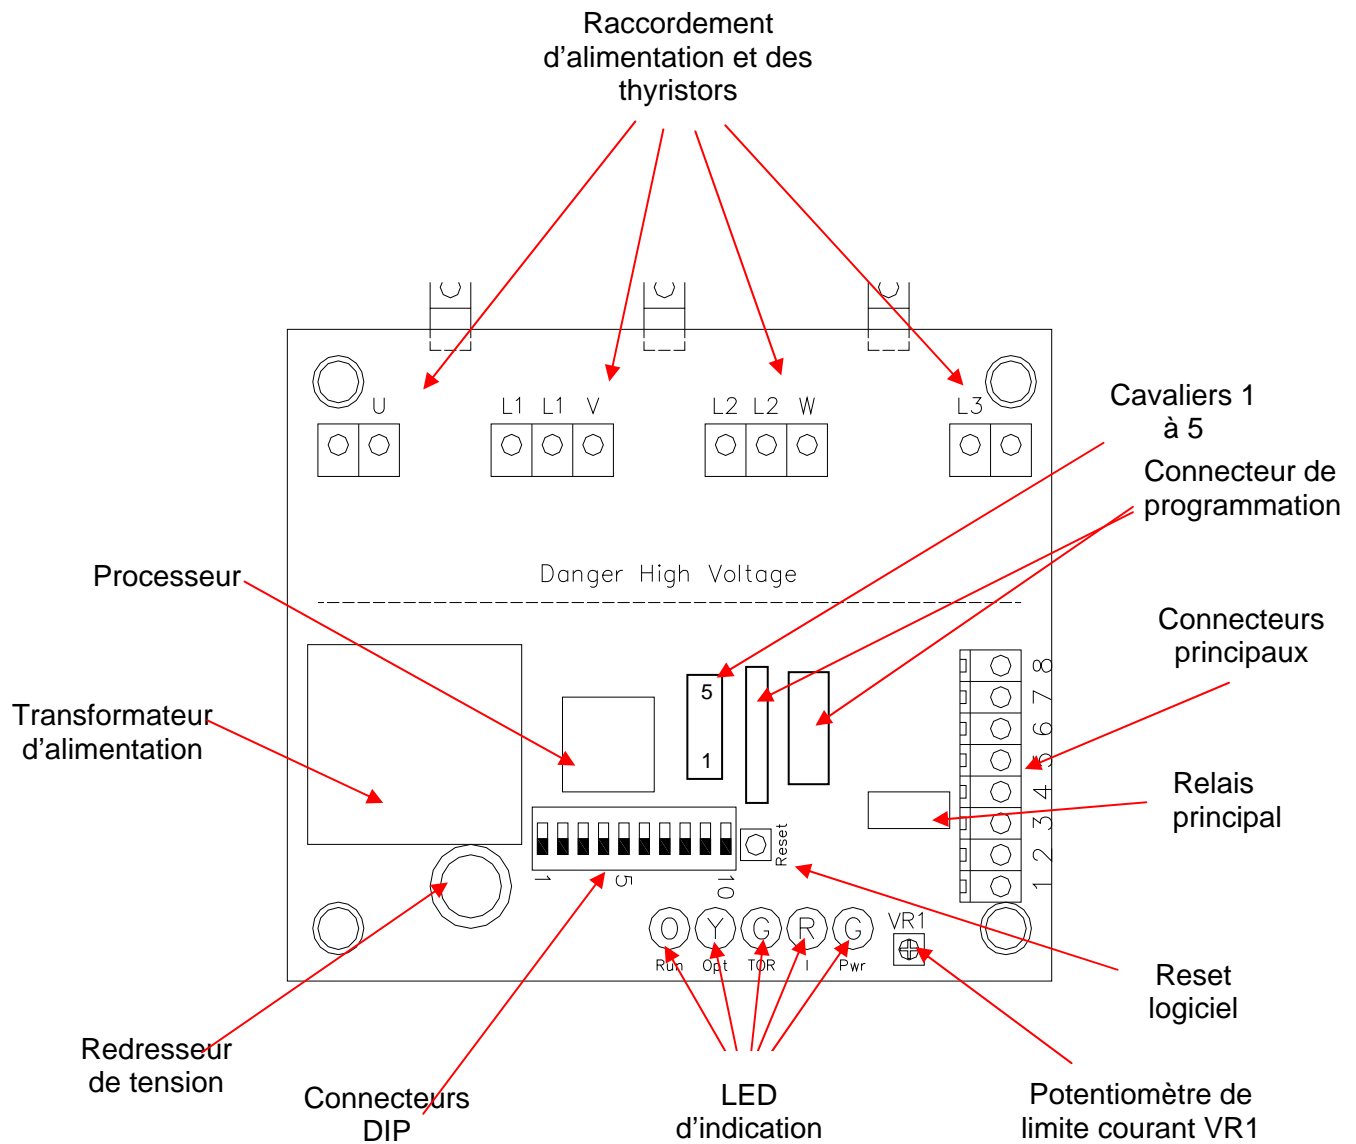 Raccordement
d’alimentation et des
thyristors
U
L1 L1 V
L2 L2 W
L3
Cavaliers 1
à 5
Connecteur de
programmation
Processeur
Danger High Voltage
Connecteurs
principaux
Transformateur
d’alimentation
5
1
8
7
6
5
4
3
2
1
Relais
principal
Reset
1
5
10
O Y G R G
Run Opt TOR I Pwr
VR1
Reset
logiciel
Redresseur
de tension
Connecteurs
DIP
LED
d’indication
Potentiomètre de
limite courant VR1